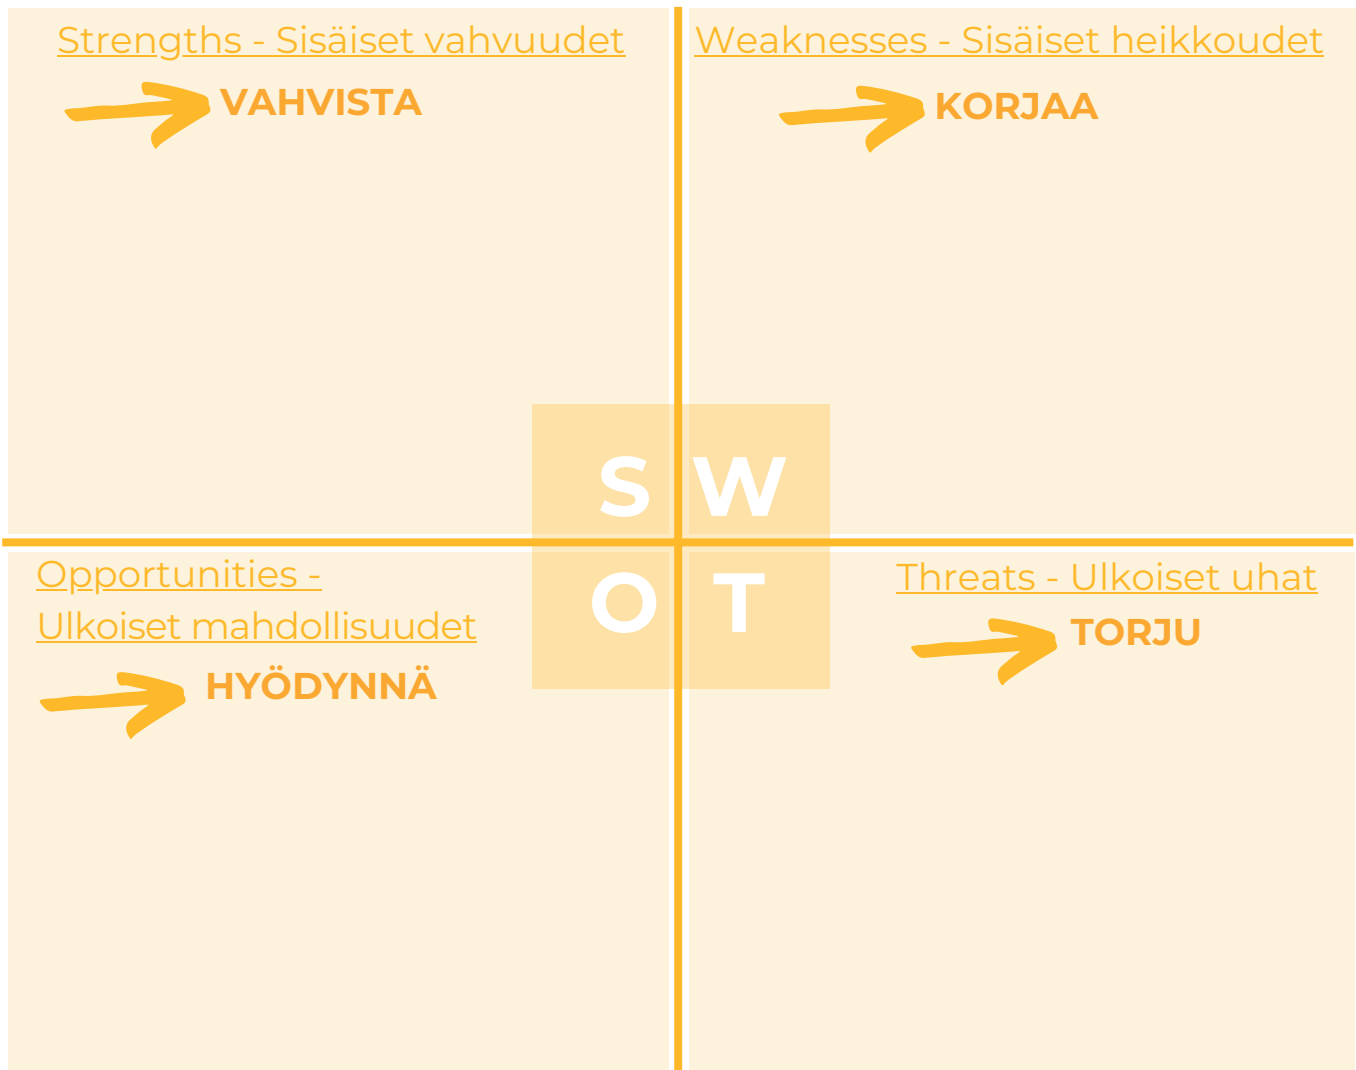 Strengths - Sisäiset vahvuudet
VAHVISTA
Weaknesses - Sisäiset heikkoudet
KORJAA
S W
O T
Opportunities -
Ulkoiset mahdollisuudet
HYÖDYNNÄ
Threats - Ulkoiset uhat
TORJU